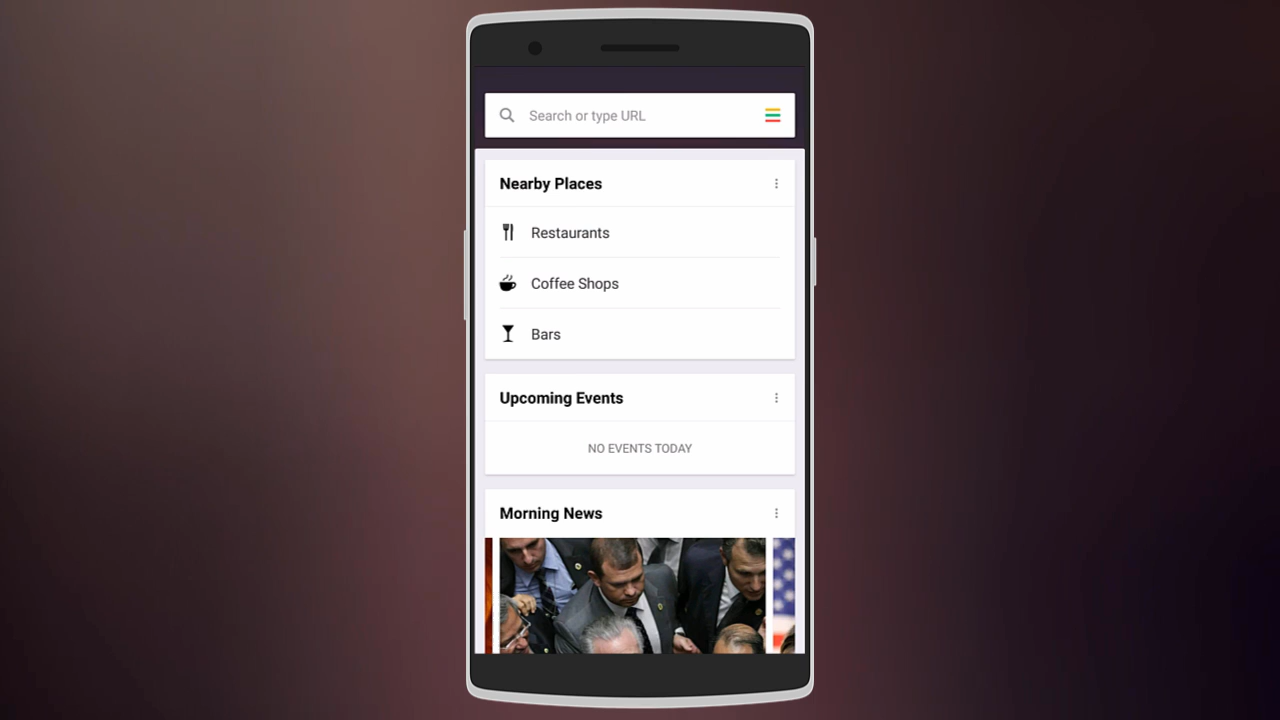 Search or type URL
Nearby Places
Restaurants
Coffee Shops
Bars
Upcoming Events
NO EVENTS TODAY
Morning News